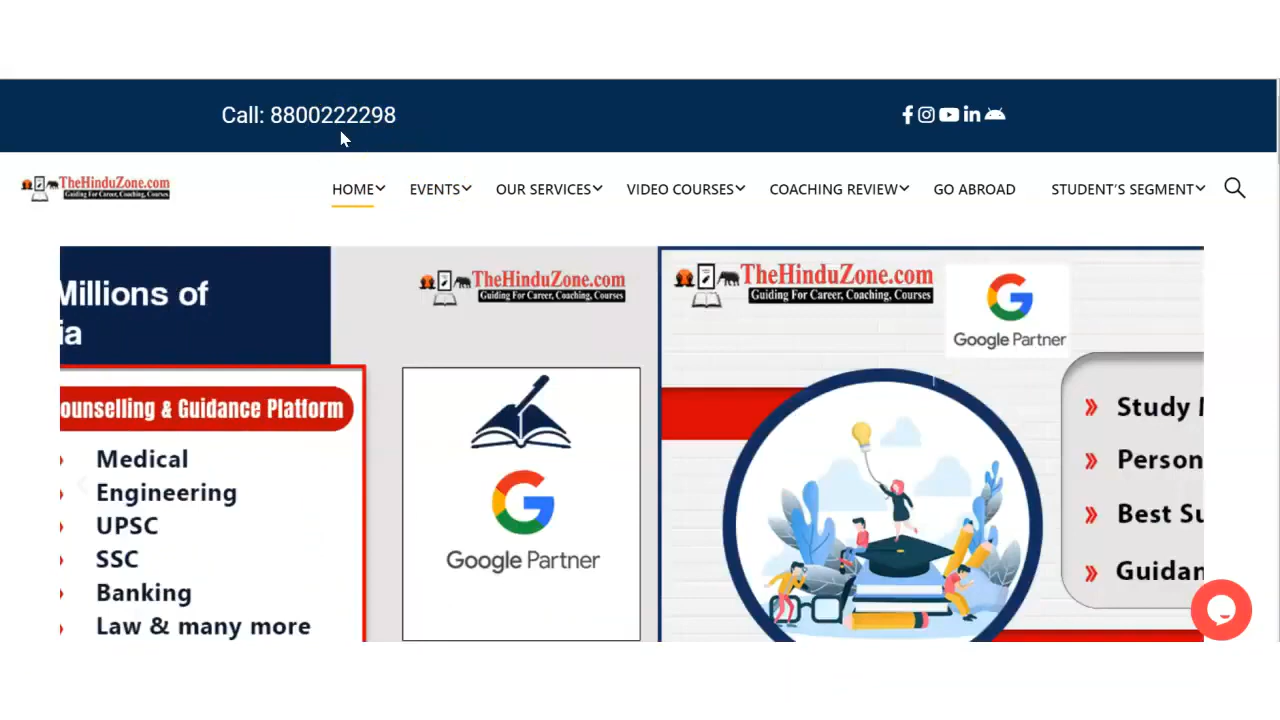 Call: 8800222298
TheHinduZone.com
Guiding For Career, Coaching, Courses
HOME
EVENTS
OUR SERVICES
VIDEO COURSES
COACHING REVIEW
GO ABROAD
STUDENT'S SEGMENT
Millions of
ia
ounselling & Guidance Platform
Medical
Engineering
UPSC
SSC
Banking
Law & many more
TheHinduZone.com
Guiding For Career, Coaching, Courses
Google Partner
TheHinduZone.com
Guiding For Career, Coaching, Courses
Google Partner
Study
Person
Best Su
Guidan